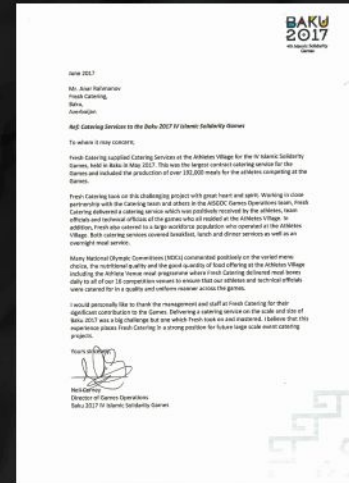 BAKU
2017
4th Islamic Solidarity
Games
June 2017
Mr. Anar Rahmanov
Fresh Catering,
Baku,
Azerbaijan.
Ref: Catering Services to the Baku 2017 IV Islamic Solidarity Games
To whom it may concern,
Fresh Catering supplied Catering Services at the Athletes Village for the IV Islamic Solidarity
Games, held in Baku in May 2017. This was the largest contract catering service for the
Games and included the production of over 192,000 meals for the athletes competing at the
Games.
Fresh Catering took on this challenging project with great heart and spirit. Working in close
partnership with the Catering team and others in the AISGOC Games Operations team, Fresh
Catering delivered a catering service which was positively received by the athletes, team
officials and technical officials of the games who all resided at the Athletes Village. In
addition, Fresh also catered to a large workforce population who operated at the Athletes
Village. Both catering services covered breakfast, lunch and dinner services as well as an
overnight meal service.
Many National Olympic Committees (NOCs) commented positively on the varied menu
choice, the nutritional quality and the good quantity of food offering at the Athletes Village
including the Athlete Venue meal programme where Fresh Catering delivered meal boxes
daily to all of our 16 competition venues to ensure that our athletes and technical officials
were catered for in a quality and uniform manner across the games.
I would personally like to thank the management and staff at Fresh Catering for their
significant contribution to the Games. Delivering a catering service on the scale and size of
Baku 2017 was a big challenge but one which Fresh took on and mastered. I believe that this
experience places Fresh Catering in a strong position for future large scale event catering
projects.
Yours sincerely,
Neil
Director of Games Operations
Baku 2017 IV Islamic Solidarity Games